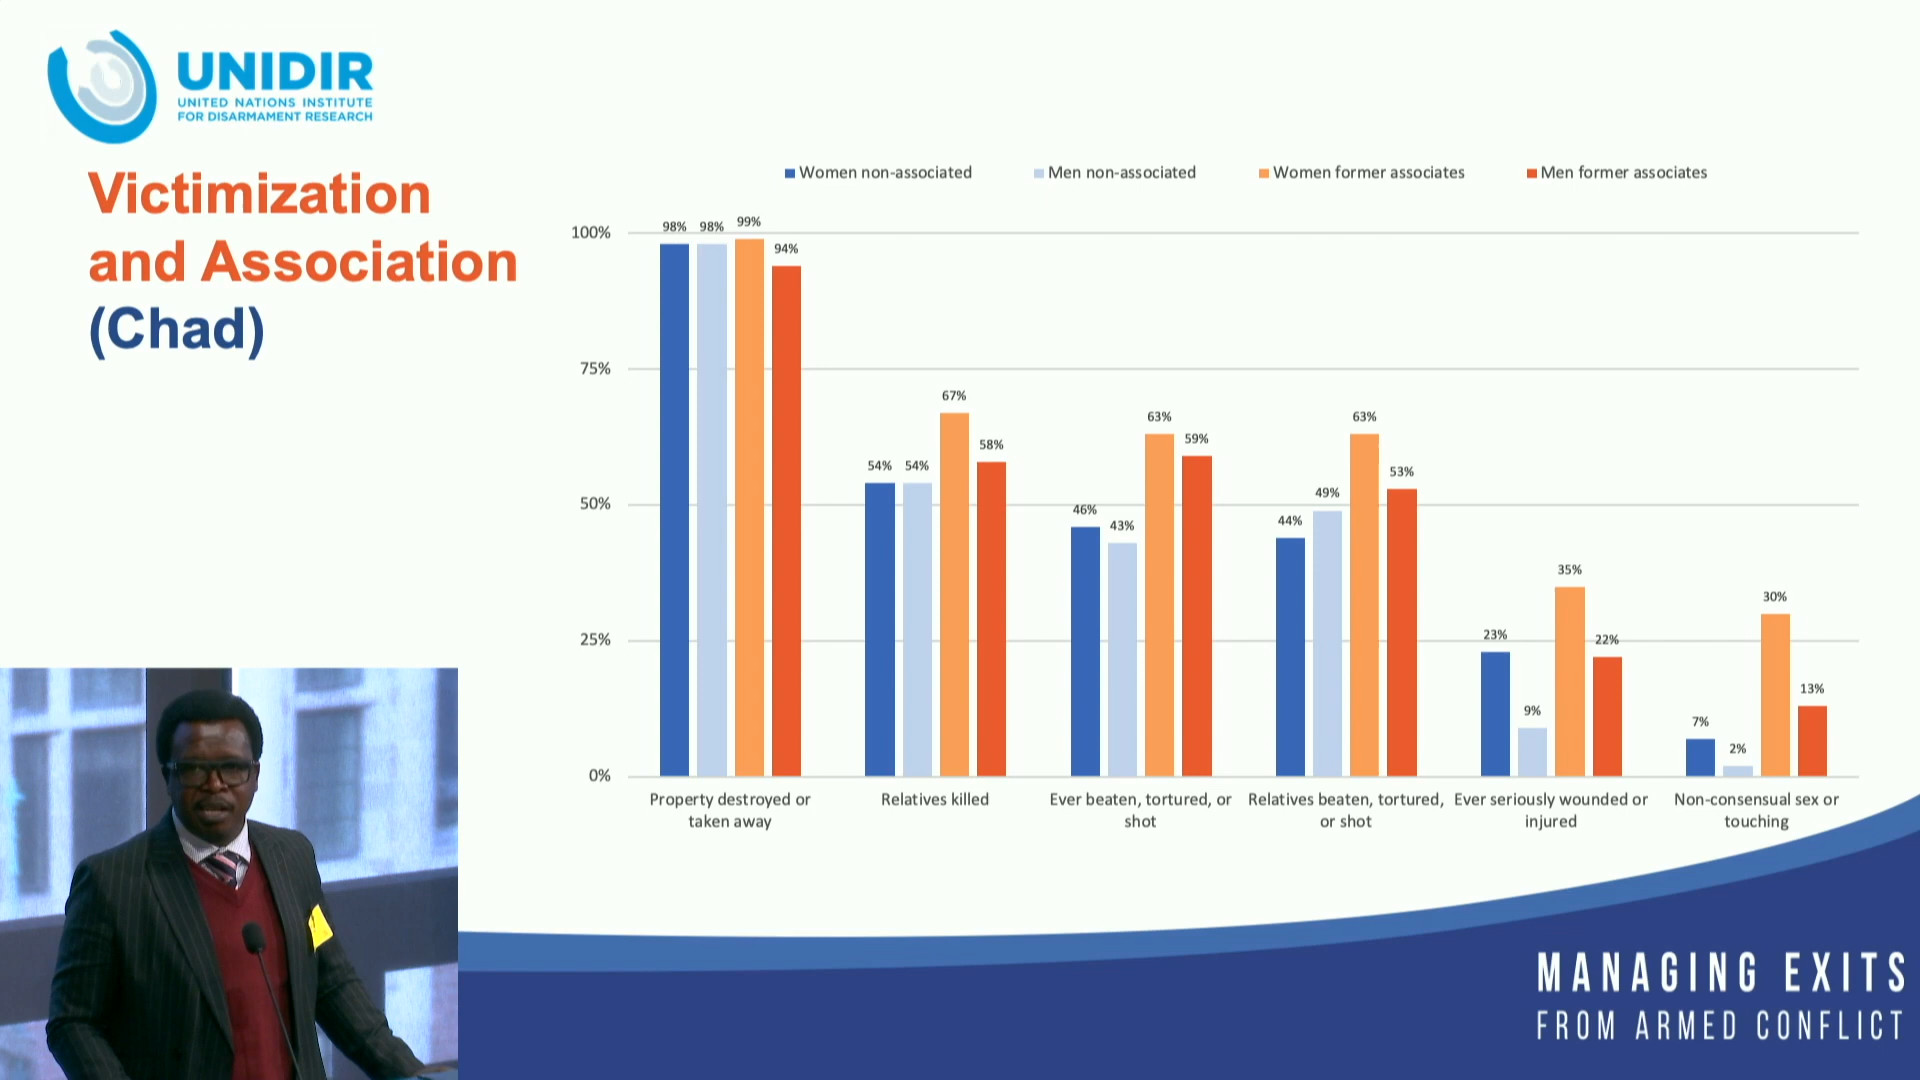 UNIDIR
UNITED NATIONS INSTITUTE
FOR DISARMAMENT RESEARCH
Victimization
and Association
(Chad)
Women non-associated
Men non-associated
Women former associates
Men former associates
100%
75%
50%
25%
0%
98%
98%
99%
94%
54%
54%
67%
58%
46%
43%
63%
59%
44%
49%
63%
53%
23%
9%
35%
22%
7%
2%
30%
13%
Property destroyed or
taken away
Relatives killed
Ever beaten, tortured, or
shot
Relatives beaten, tortured,
or shot
Ever seriously wounded or
injured
Non-consensual sex or
touching
MANAGING EXITS
FROM ARMED CONFLICT